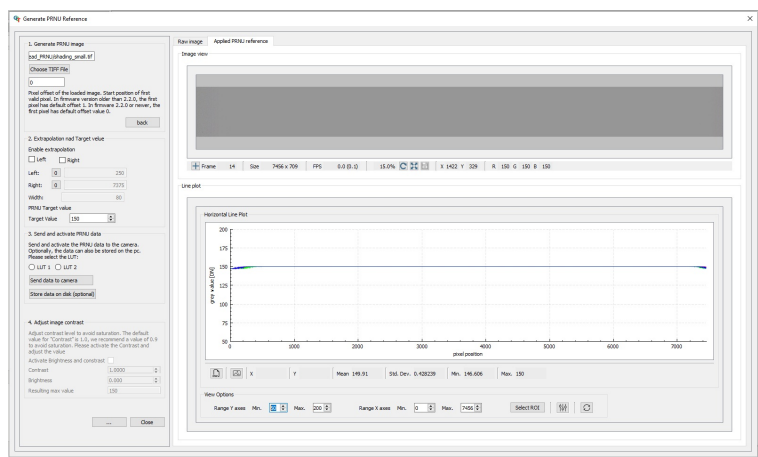 Generate PRNU Reference
1. Generate PRNU image
oad_PRNU/shading_small.tif
Choose TIFF File
0
Pixel offset of the loaded image. Start position of first
valid pixel. In firmware version older than 2.2.0, the first
pixel has default offset 1. In firmware 2.2.0 or newer, the
first pixel has default offset value 0.
back
2. Extrapolation nad Target velue
Enable extrapolation
Left Right
Left: 0 250
Right: 0 7375
Width: 80
PRNU Target value
Target Value 150
3. Send and activate PRNU data
Send and activate the PRNU data to the camera.
Optionally, the data can also be stored on the pc.
Please select the LUT:
LUT 1 LUT 2
Send data to camera
Store data on disk (optional)
4. Adjust image contrast
Adjust contrast level to avoid saturation. The default
value for "Contrast" is 1.0, we recommend a value of 0.9
to avoid saturation. Please activate the Contrast and
adjust the value
Activate Brightness and constrast
Contrast 1.0000
Brightness 0.000
Resulting max value 150
... Close
Raw image Applied PRNU reference
Image view
Frame 14 Size 7456 x 709 FPS 0.0 (0.1) 15.0% X 1422 Y 329 R 150 G 150 B 150
Line plot
Horizontal Line Plot
200
175
150
125
100
75
50
gray value [DN]
0 1000 2000 3000 4000 5000 6000 7000
pixel position
X Y Mean 149.91 Std. Dev. 0.428239 Min. 146.606 Max. 150
View Options
Range Y axes Min. 50 Max. 200 Range X axes Min. 0 Max. 7456 Select ROI